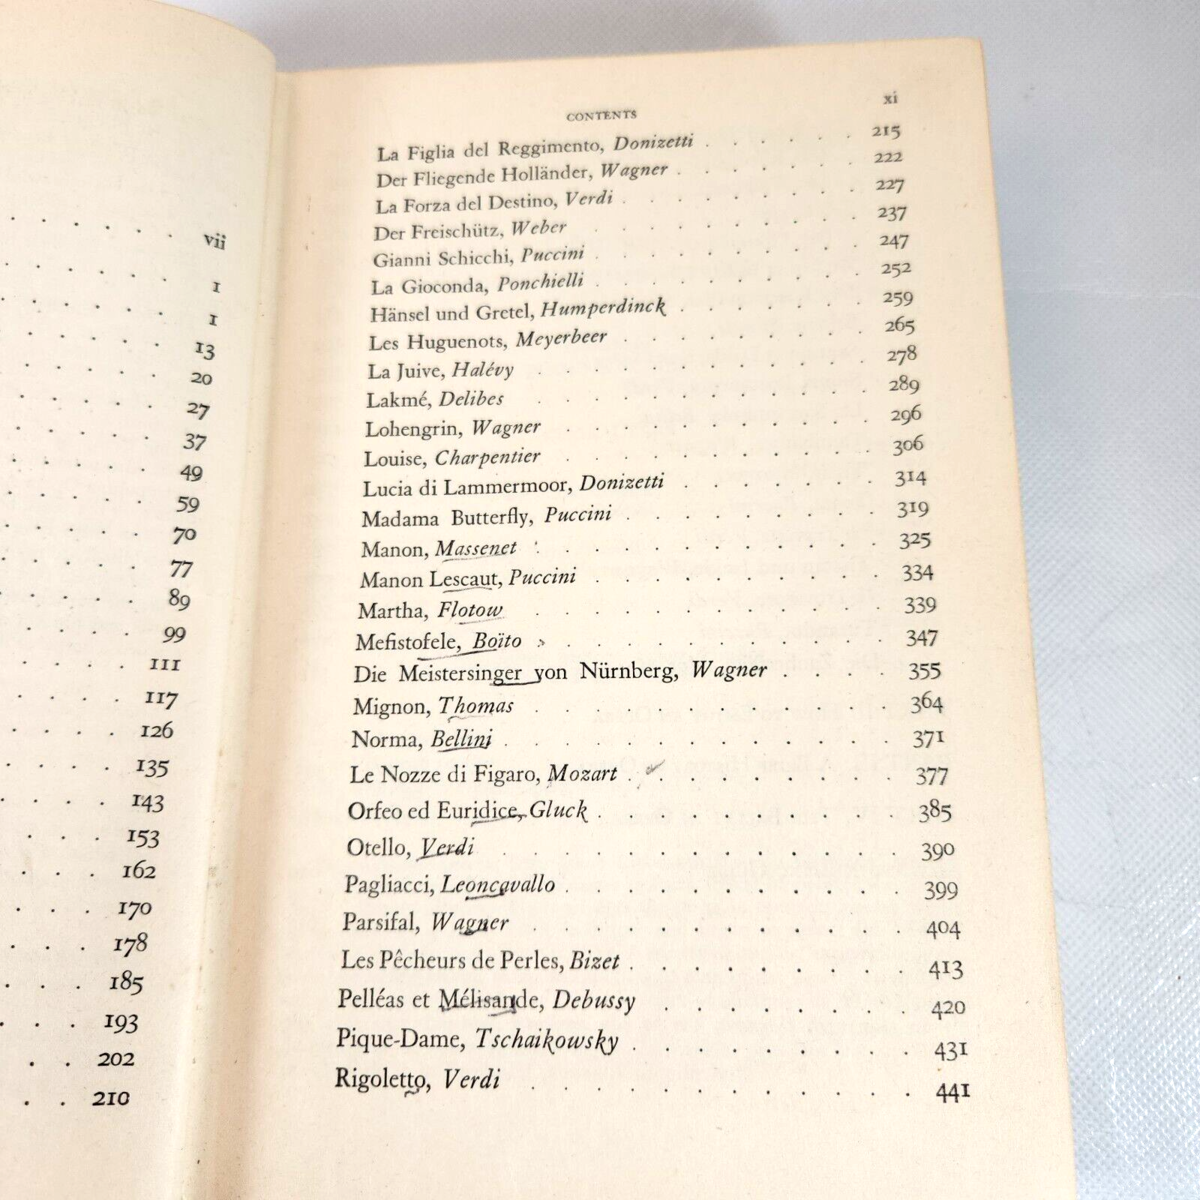 vii
1
1
13
20
27
37
49
59
70
77
89
99
111
117
126
135
143
153
162
170
178
185
193
202
210
CONTENTS xi
La Figlia del Reggimento, Donizetti . . . . . . 215
Der Fliegende Holländer, Wagner . . . . . . . 222
La Forza del Destino, Verdi . . . . . . . . 227
Der Freischütz, Weber . . . . . . . . 237
Gianni Schicchi, Puccini . . . . . . . . 247
La Gioconda, Ponchielli . . . . . . . . 252
Hänsel und Gretel, Humperdinck . . . . . . 259
Les Huguenots, Meyerbeer . . . . . . . . 265
La Juive, Halévy . . . . . . . . . 278
Lakmé, Delibes . . . . . . . . . 289
Lohengrin, Wagner . . . . . . . . . 296
Louise, Charpentier . . . . . . . . . 306
Lucia di Lammermoor, Donizetti . . . . . . 314
Madama Butterfly, Puccini . . . . . . . . 319
Manon, Massenet . . . . . . . . . . 325
Manon Lescaut, Puccini . . . . . . . . 334
Martha, Flotow . . . . . . . . . . 339
Mefistofele, Boïto . . . . . . . . . 347
Die Meistersinger von Nürnberg, Wagner . . . . 355
Mignon, Thomas . . . . . . . . . . 364
Norma, Bellini . . . . . . . . . . 371
Le Nozze di Figaro, Mozart . . . . . . . . 377
Orfeo ed Euridice, Gluck . . . . . . . . 385
Otello, Verdi . . . . . . . . . . 390
Pagliacci, Leoncavallo . . . . . . . . . 399
Parsifal, Wagner . . . . . . . . . 404
Les Pêcheurs de Perles, Bizet . . . . . . . 413
Pelléas et Mélisande, Debussy . . . . . . . 420
Pique-Dame, Tschaikowsky . . . . . . . . 431
Rigoletto, Verdi . . . . . . . . . 441